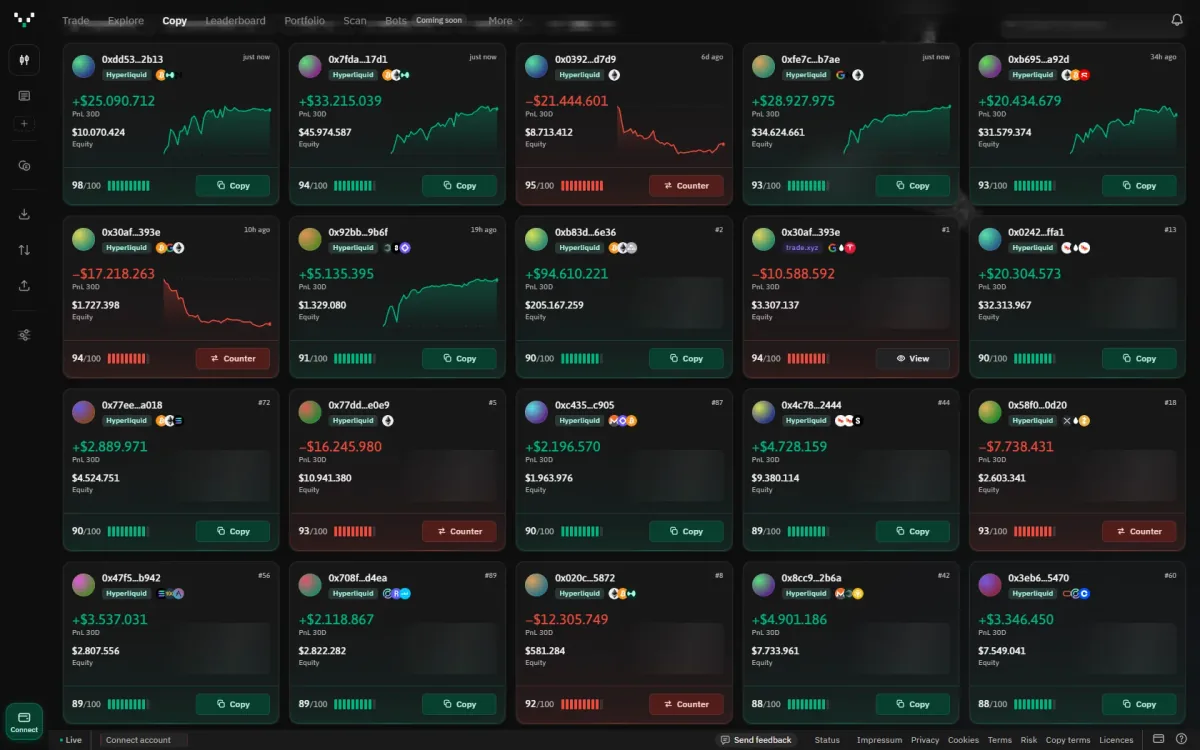 Trade Explore Copy Leaderboard Portfolio Scan Bots Coming soon More
0xdd53...2b13 just now
Hyperliquid
+$25.090.712
PnL 30D
$10.070.424
Equity
98/100 Copy
0x7fda...17d1 just now
Hyperliquid
+$33.215.039
PnL 30D
$45.974.587
Equity
94/100 Copy
0x0392...d7d9 6d ago
Hyperliquid
−$21.444.601
PnL 30D
$8.713.412
Equity
95/100 Counter
0xfe7c...b7ae just now
Hyperliquid
+$28.927.975
PnL 30D
$34.624.661
Equity
93/100 Copy
0xb695...a92d 34h ago
Hyperliquid
+$20.434.679
PnL 30D
$31.579.374
Equity
93/100 Copy
0x30af...393e 10h ago
Hyperliquid
−$17.218.263
PnL 30D
$1.727.398
Equity
94/100 Counter
0x92bb...9b6f 19h ago
Hyperliquid
+$5.135.395
PnL 30D
$1.329.080
Equity
91/100 Copy
0xb83d...6e36 #2
Hyperliquid
+$94.610.221
PnL 30D
$205.167.259
Equity
90/100 Copy
0x30af...393e #1
trade.xyz
−$10.588.592
PnL 30D
$3.307.137
Equity
94/100 View
0x0242...ffa1 #13
Hyperliquid
+$20.304.573
PnL 30D
$32.313.967
Equity
90/100 Copy
0x77ee...a018 #72
Hyperliquid
+$2.889.971
PnL 30D
$4.524.751
Equity
90/100 Copy
0x77dd...e0e9 #5
Hyperliquid
−$16.245.980
PnL 30D
$10.941.380
Equity
93/100 Counter
0xc435...c905 #87
Hyperliquid
+$2.196.570
PnL 30D
$1.963.976
Equity
90/100 Copy
0x4c78...2444 #44
Hyperliquid
+$4.728.159
PnL 30D
$9.380.114
Equity
89/100 Copy
0x58f0...0d20 #18
Hyperliquid
−$7.738.431
PnL 30D
$2.603.341
Equity
93/100 Counter
0x47f5...b942 #56
Hyperliquid
+$3.537.031
PnL 30D
$2.807.556
Equity
89/100 Copy
0x708f...d4ea #89
Hyperliquid
+$2.118.867
PnL 30D
$2.822.282
Equity
89/100 Copy
0x020c...5872 #8
Hyperliquid
−$12.305.749
PnL 30D
$581.284
Equity
92/100 Counter
0x8cc9...2b6a #42
Hyperliquid
+$4.901.186
PnL 30D
$7.733.961
Equity
88/100 Copy
0x3eb6...5470 #60
Hyperliquid
+$3.346.450
PnL 30D
$7.549.041
Equity
88/100 Copy
Connect
Live Connect account Send feedback Status Impressum Privacy Cookies Terms Risk Copy terms Licences